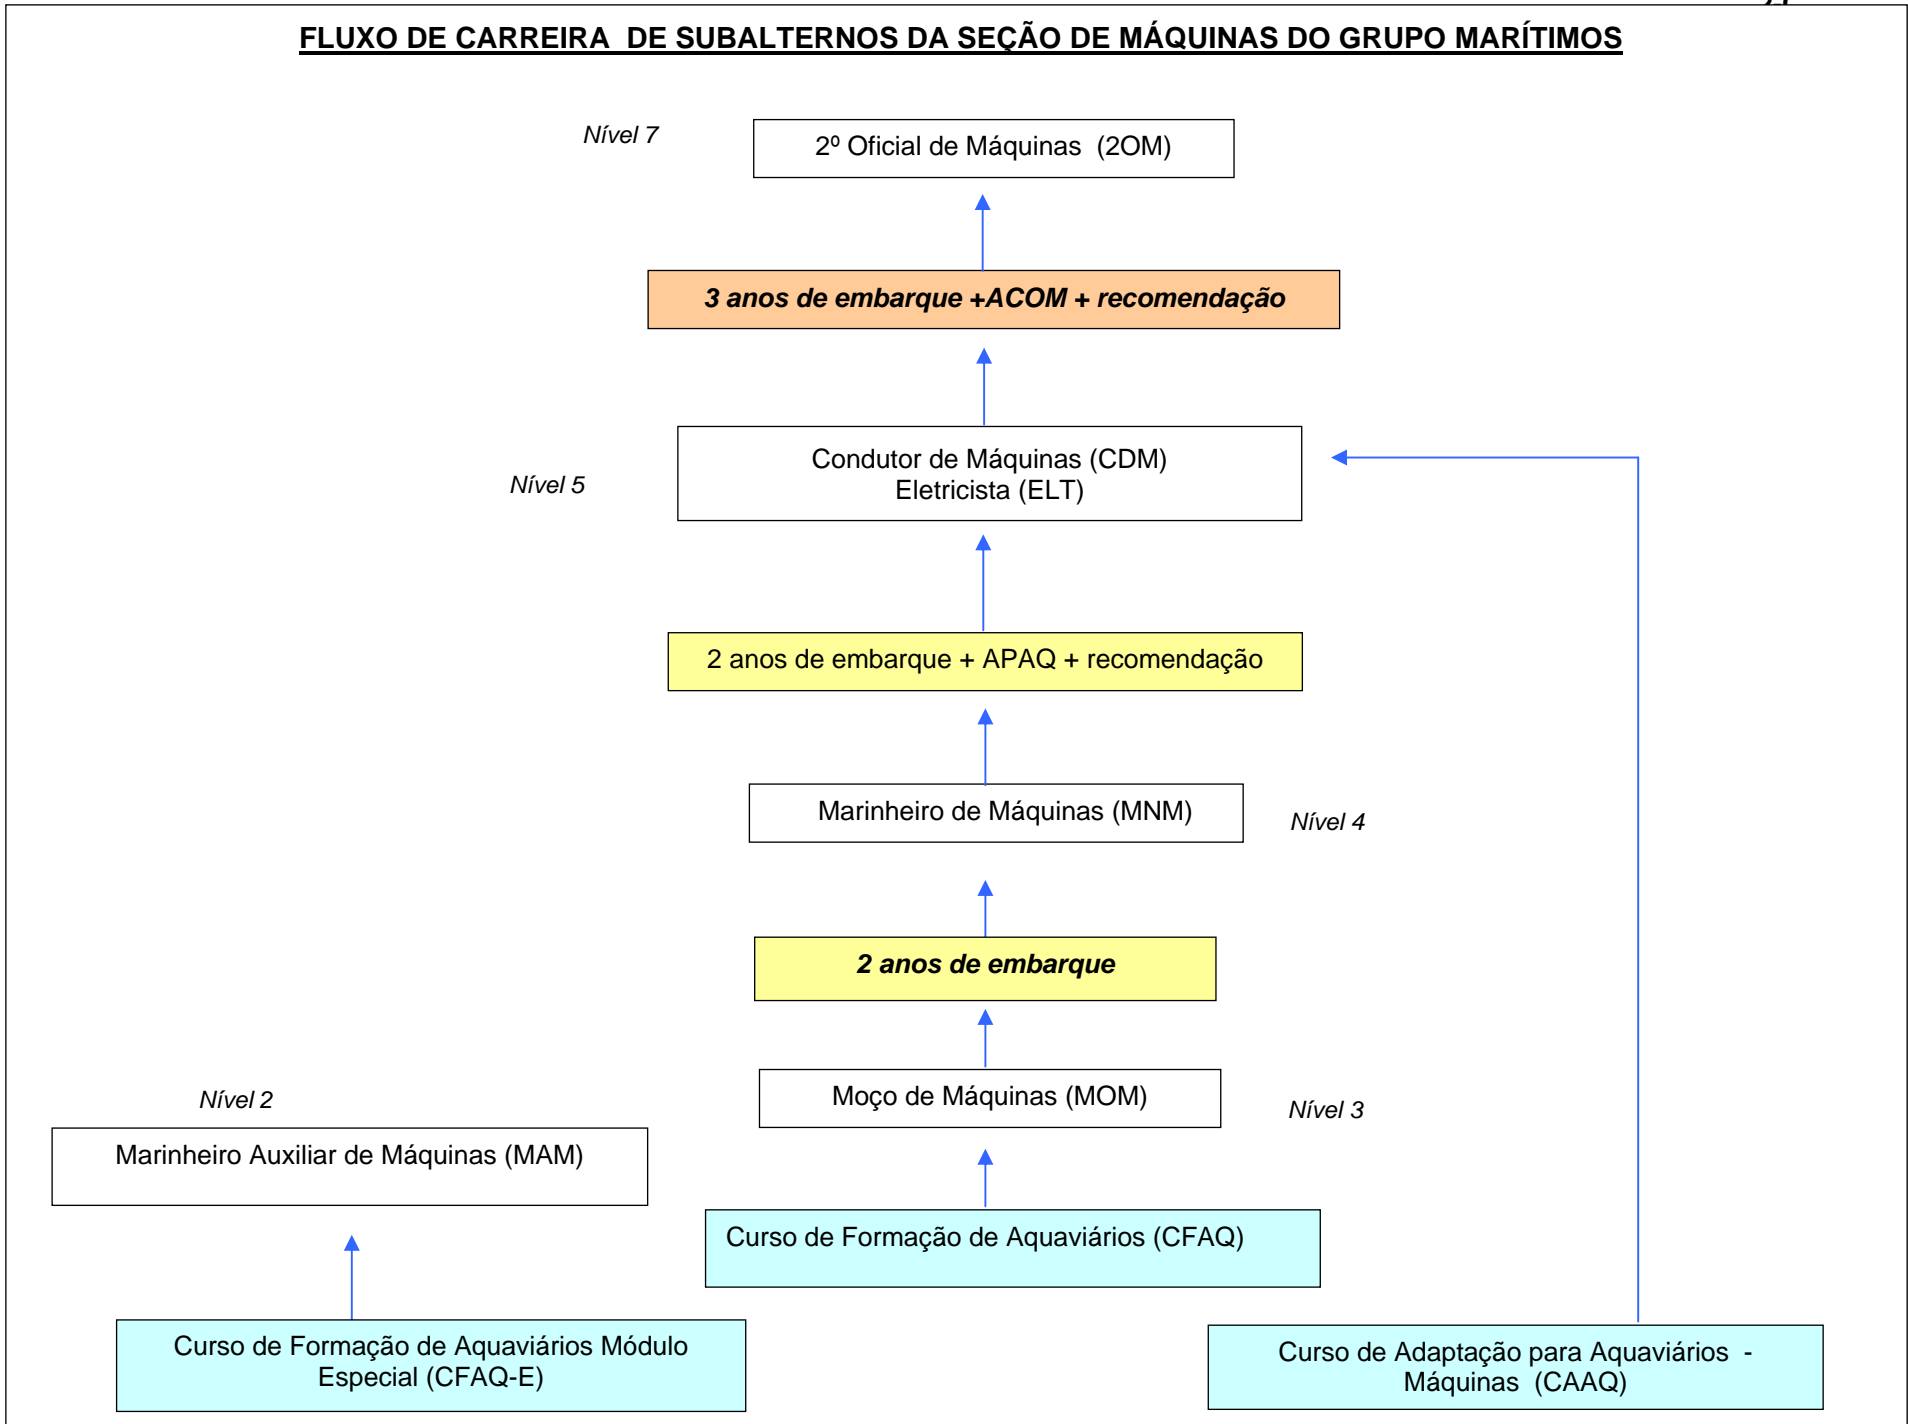 FLUXO DE CARREIRA  DE SUBALTERNOS DA SEÇÃO DE MÁQUINAS DO GRUPO MARÍTIMOS
Nível 7
2º Oficial de Máquinas  (2OM)
3 anos de embarque +ACOM + recomendação
Condutor de Máquinas (CDM)
Eletricista (ELT)
Nível 5
2 anos de embarque + APAQ + recomendação
Marinheiro de Máquinas (MNM)
Nível 4
2 anos de embarque
Moço de Máquinas (MOM)
Nível 3
Nível 2
Marinheiro Auxiliar de Máquinas (MAM)
Curso de Formação de Aquaviários (CFAQ)
Curso de Formação de Aquaviários Módulo
Especial (CFAQ-E)
Curso de Adaptação para Aquaviários  -
Máquinas  (CAAQ)